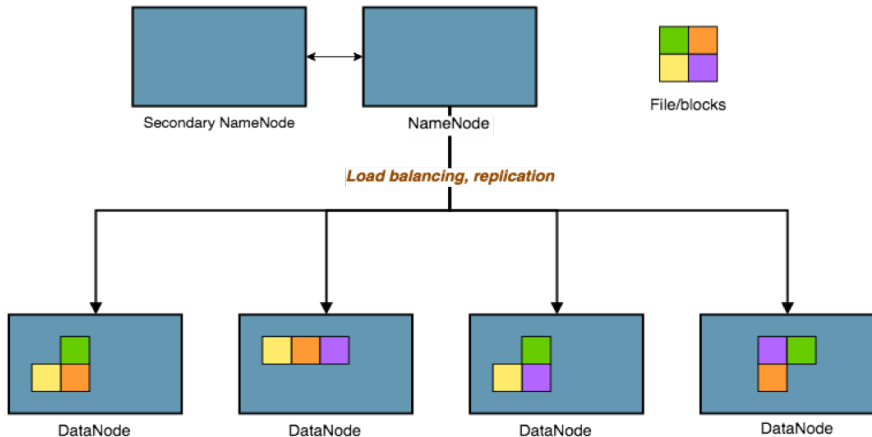 Secondary NameNode
NameNode
File/blocks
Load balancing, replication
DataNode
DataNode
DataNode
DataNode